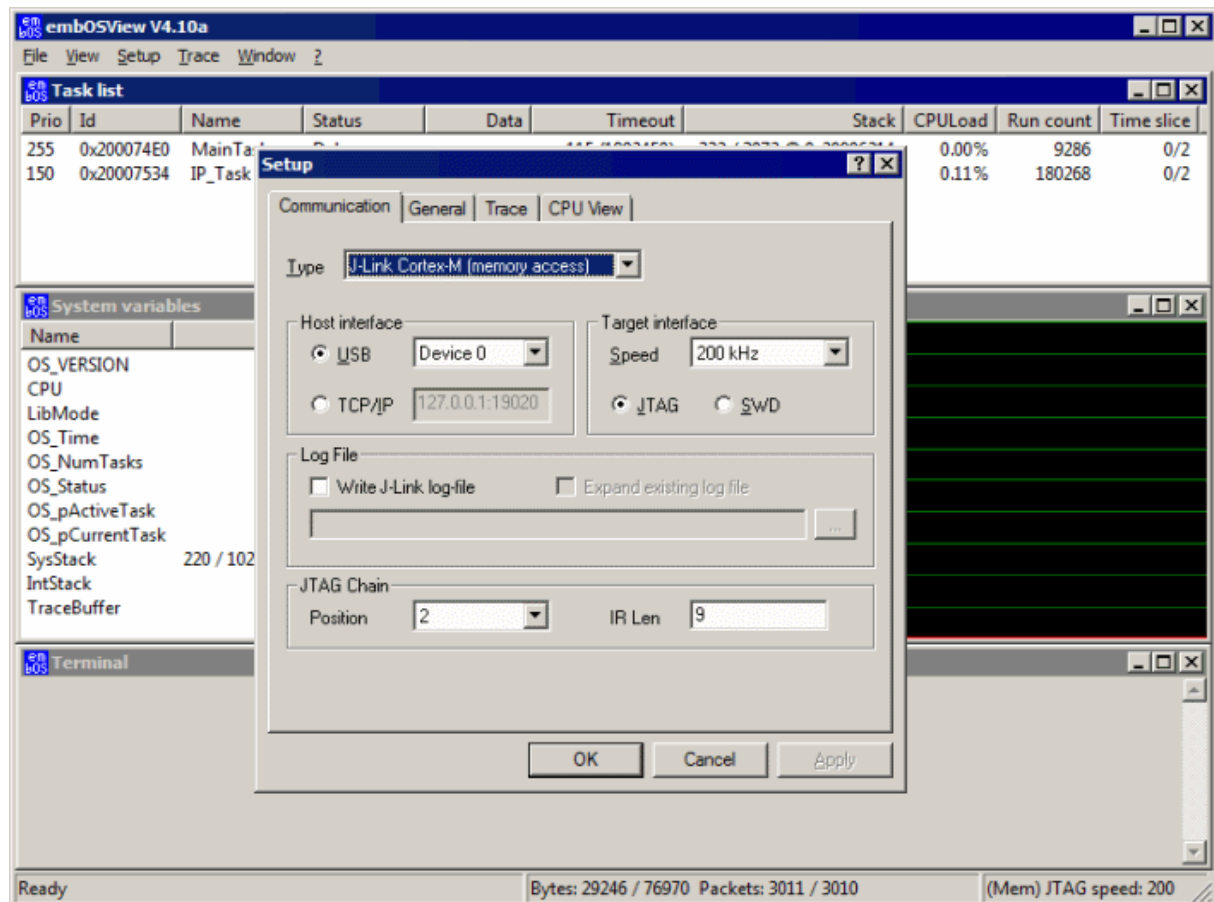 embOSView V4.10a
File View Setup Trace Window ?
Task list
Prio Id Name Status Data Timeout Stack CPULoad Run count Time slice
255 0x200074E0 0.00% 9286 0/2
150 0x20007534 IP_Task 0.11% 180268 0/2
Setup
Communication General Trace CPU View
Type J-Link Cortex-M (memory access)
Host interface
USB Device 0
TCP/IP 127.0.0.1:19020
Target interface
Speed 200 kHz
JTAG SWD
Log File
Write J-Link log-file Expand existing log file
...
JTAG Chain
Position 2 IR Len 9
OK Cancel Apply
System variables
Name
OS_VERSION
CPU
LibMode
OS_Time
OS_NumTasks
OS_Status
OS_pActiveTask
OS_pCurrentTask
SysStack 220 / 102
IntStack
TraceBuffer
Terminal
Ready Bytes: 29246 / 76970 Packets: 3011 / 3010 (Mem) JTAG speed: 200